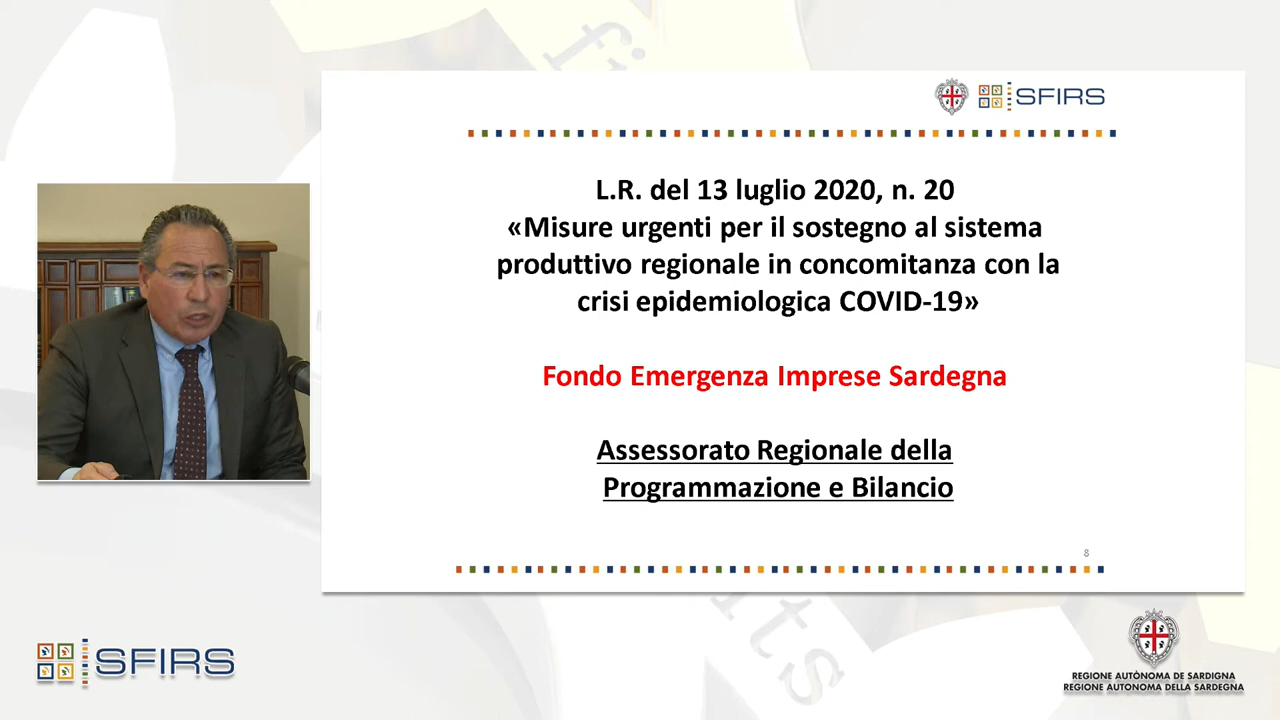 SFIRS
L.R. del 13 luglio 2020, n. 20
«Misure urgenti per il sostegno al sistema
produttivo regionale in concomitanza con la
crisi epidemiologica COVID-19»
Fondo Emergenza Imprese Sardegna
Assessorato Regionale della
Programmazione e Bilancio
8
SFIRS
REGIONE AUTÒNOMA DE SARDIGNA
REGIONE AUTONOMA DELLA SARDEGNA